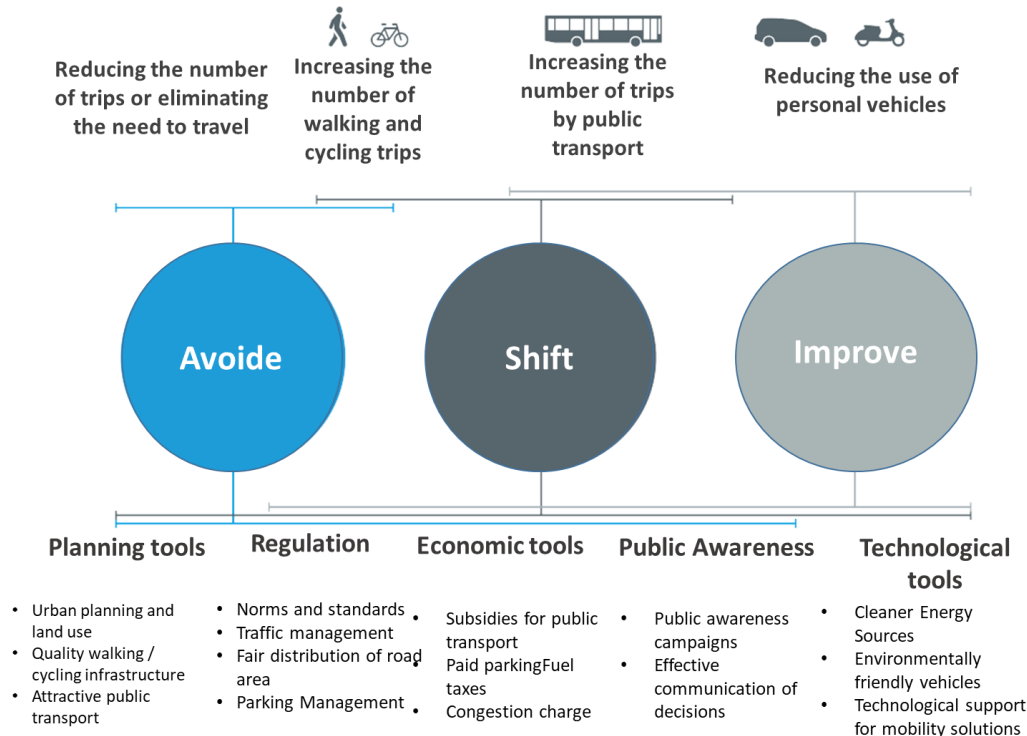 Reducing the number
of trips or eliminating
the need to travel
Increasing the
number of
walking and
cycling trips
Increasing the
number of trips
by public
transport
Reducing the use of
personal vehicles
Avoide
Shift
Improve
Planning tools
Regulation
Economic tools
Public Awareness
Technological
tools
• Urban planning and
land use
• Quality walking /
cycling infrastructure
• Attractive public
transport
• Norms and standards
• Traffic management
• Fair distribution of road
area
• Parking Management
• Subsidies for public
transport
• Paid parkingFuel
taxes
• Congestion charge
• Public awareness
campaigns
• Effective
communication of
decisions
• Cleaner Energy
Sources
• Environmentally
friendly vehicles
• Technological support
for mobility solutions